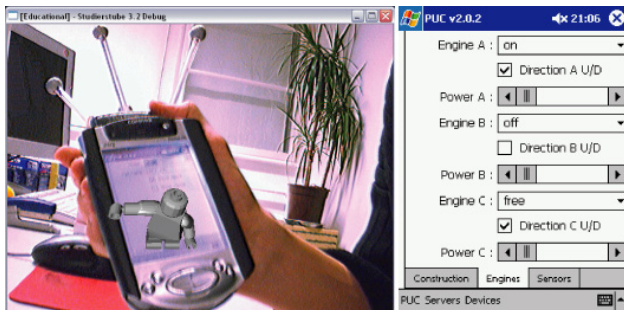 [Educational] - Studierstube 3.2 Debug
PUC v2.0.2 21:06
Engine A : on
Direction A U/D
Power A :
Engine B : off
Direction B U/D
Power B :
Engine C : free
Direction C U/D
Power C :
Construction Engines Sensors
PUC Servers Devices